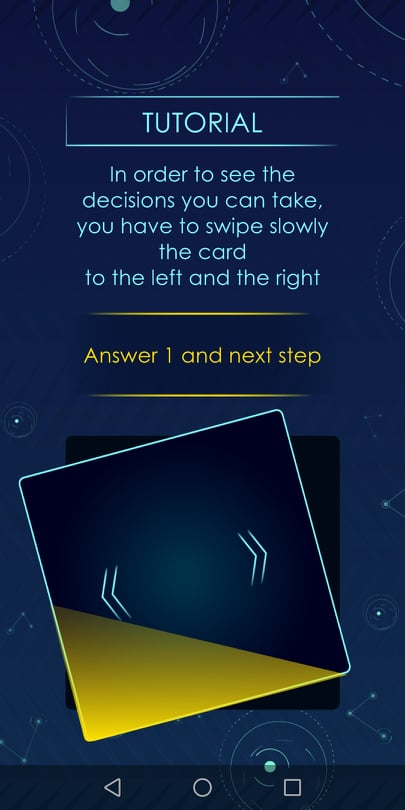 TUTORIAL
In order to see the
decisions you can take,
you have to swipe slowly
the card
to the left and the right
Answer 1 and next step